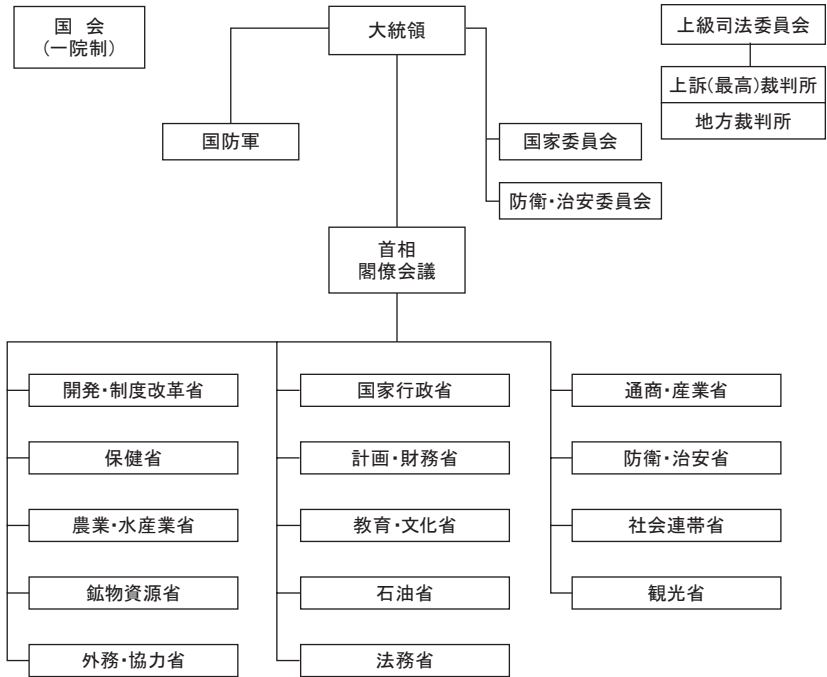 国 会
(一院制)
大統領
上級司法委員会
上訴(最高)裁判所
地方裁判所
国防軍
国家委員会
防衛・治安委員会
首相
閣僚会議
開発・制度改革省
国家行政省
通商・産業省
保健省
計画・財務省
防衛・治安省
農業・水産業省
教育・文化省
社会連帯省
鉱物資源省
石油省
観光省
外務・協力省
法務省